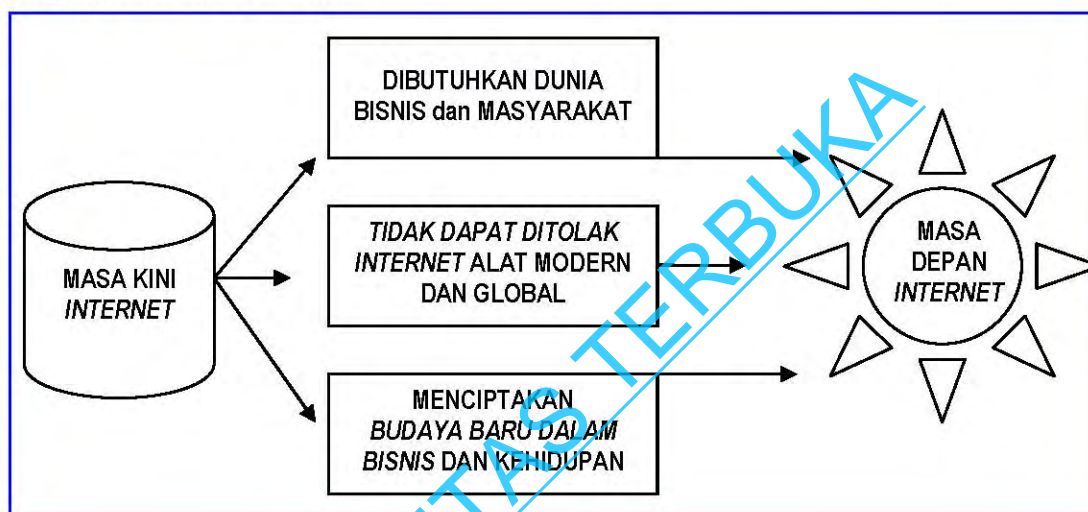 DIBUTUHKAN DUNIA
BISNIS dan MASYARAKAT
MASA KINI
INTERNET
TIDAK DAPAT DITOLAK
INTERNET ALAT MODERN
DAN GLOBAL
MENCIPTAKAN
BUDAYA BARU DALAM
BISNIS DAN KEHIDUPAN
MASA
DEPAN
INTERNET
ITAS TERBUKA